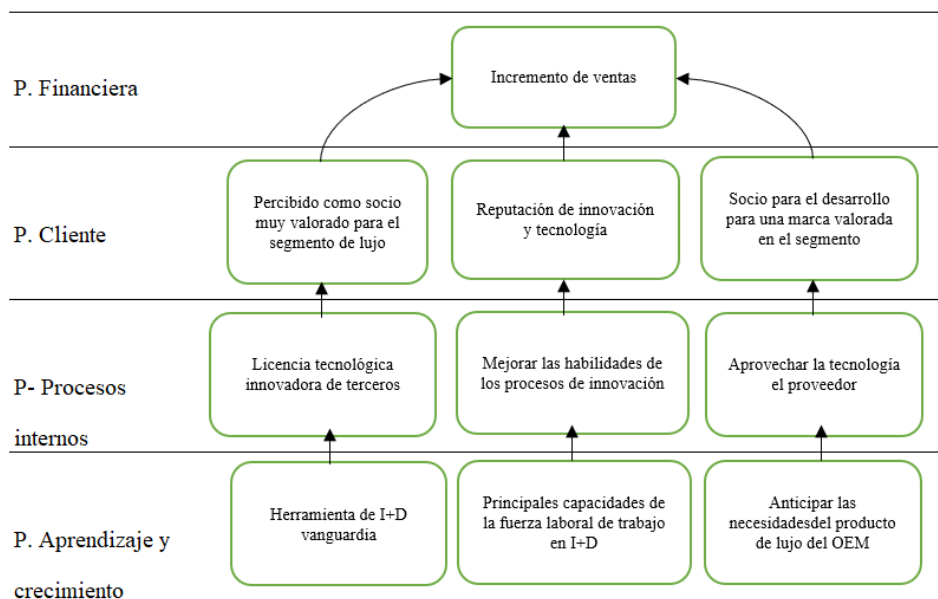 P. Financiera
Incremento de ventas
P. Cliente
Percibido como socio
muy valorado para el
segmento de lujo
Reputación de innovación
y tecnología
Socio para el desarrollo
para una marca valorada
en el segmento
P- Procesos
internos
Licencia tecnológica
innovadora de terceros
Mejorar las habilidades de
los procesos de innovación
Aprovechar la tecnología
el proveedor
P. Aprendizaje y
crecimiento
Herramienta de I+D
vanguardia
Principales capacidades de
la fuerza laboral de trabajo
en I+D
Anticipar las
necesidadesdel producto
de lujo del OEM